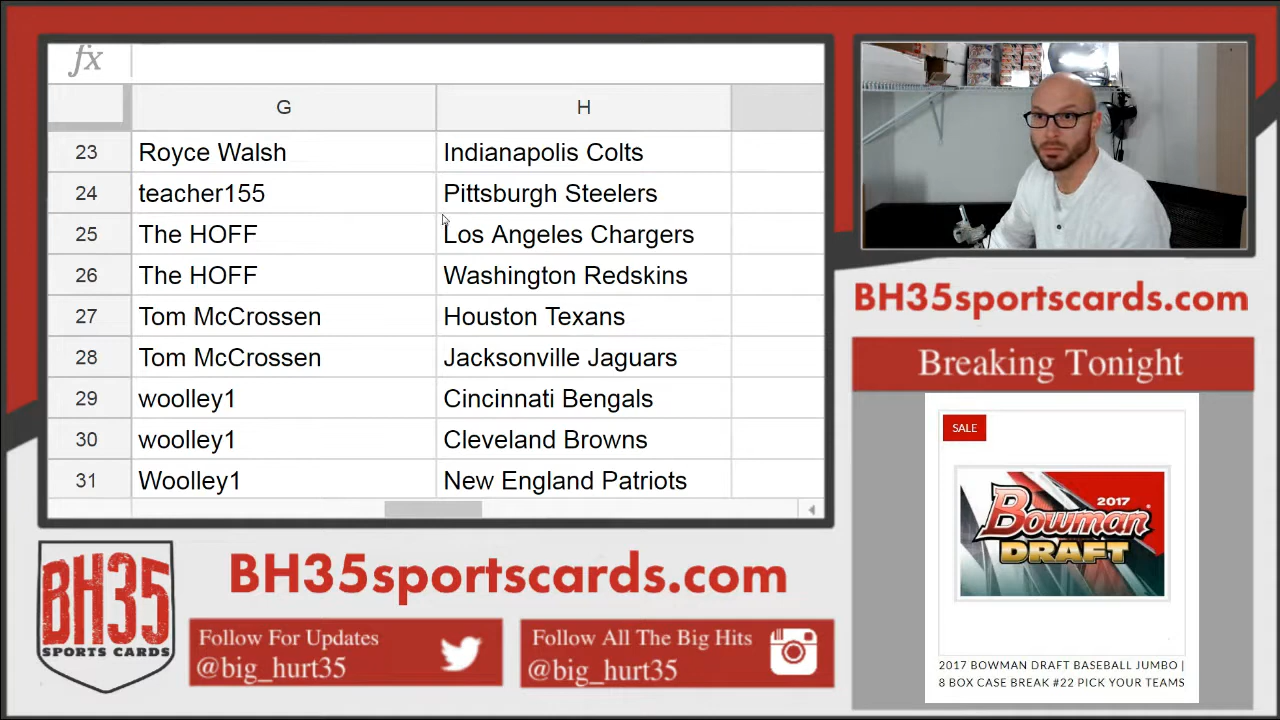 fx
G H
23 Royce Walsh Indianapolis Colts
24 teacher155 Pittsburgh Steelers
25 The HOFF Los Angeles Chargers
26 The HOFF Washington Redskins
27 Tom McCrossen Houston Texans
28 Tom McCrossen Jacksonville Jaguars
29 woolley1 Cincinnati Bengals
30 woolley1 Cleveland Browns
31 Woolley1 New England Patriots
BH35sportscards.com
Breaking Tonight
SALE
2017
Bowman
DRAFT
2017 BOWMAN DRAFT BASEBALL JUMBO |
8 BOX CASE BREAK #22 PICK YOUR TEAMS
BH35
SPORTS CARDS
BH35sportscards.com
Follow For Updates
@big_hurt35
Follow All The Big Hits
@big_hurt35